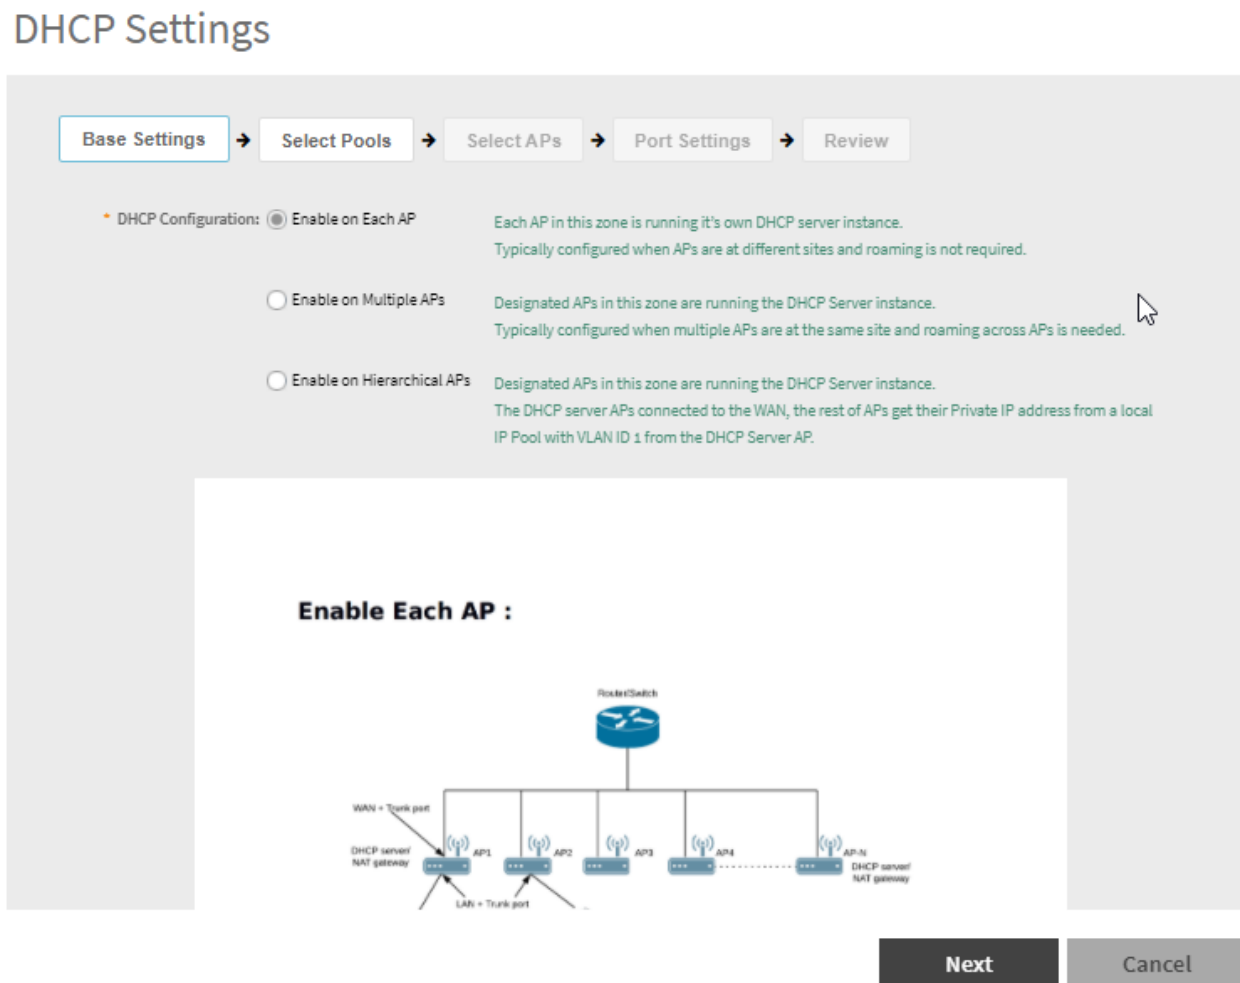 DHCP Settings
Base Settings
Select Pools
Select APs
Port Settings
Review
* DHCP Configuration:
Enable on Each AP
Each AP in this zone is running it's own DHCP server instance.
Typically configured when APs are at different sites and roaming is not required.
Enable on Multiple APs
Designated APs in this zone are running the DHCP Server instance.
Typically configured when multiple APs are at the same site and roaming across APs is needed.
Enable on Hierarchical APs
Designated APs in this zone are running the DHCP Server instance.
The DHCP server APs connected to the WAN, the rest of APs get their Private IP address from a local
IP Pool with VLAN ID 1 from the DHCP Server AP.
Enable Each AP :
Router/Switch
WAN + Trunk port
DHCP server/
NAT gateway
AP1
AP2
AP3
AP4
AP-N
DHCP server/
NAT gateway
LAN + Trunk port
Next
Cancel